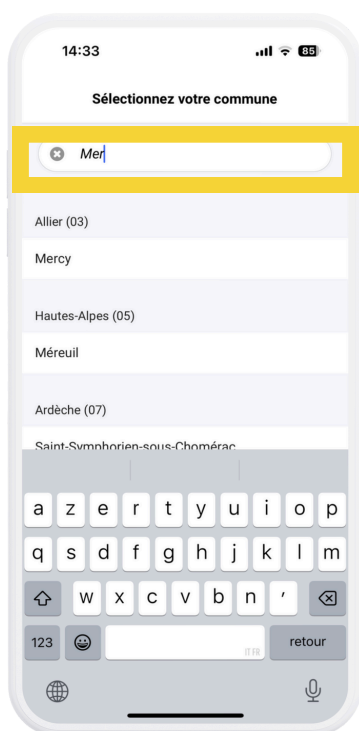 14:33
85
Sélectionnez votre commune
Mer
Allier (03)
Mercy
Hautes-Alpes (05)
Méreuil
Ardèche (07)
Saint-Symphorien-sous-Chomérac
a z e r t y u i o p
q s d f g h j k l m
w x c v b n '
123
IT FR
retour